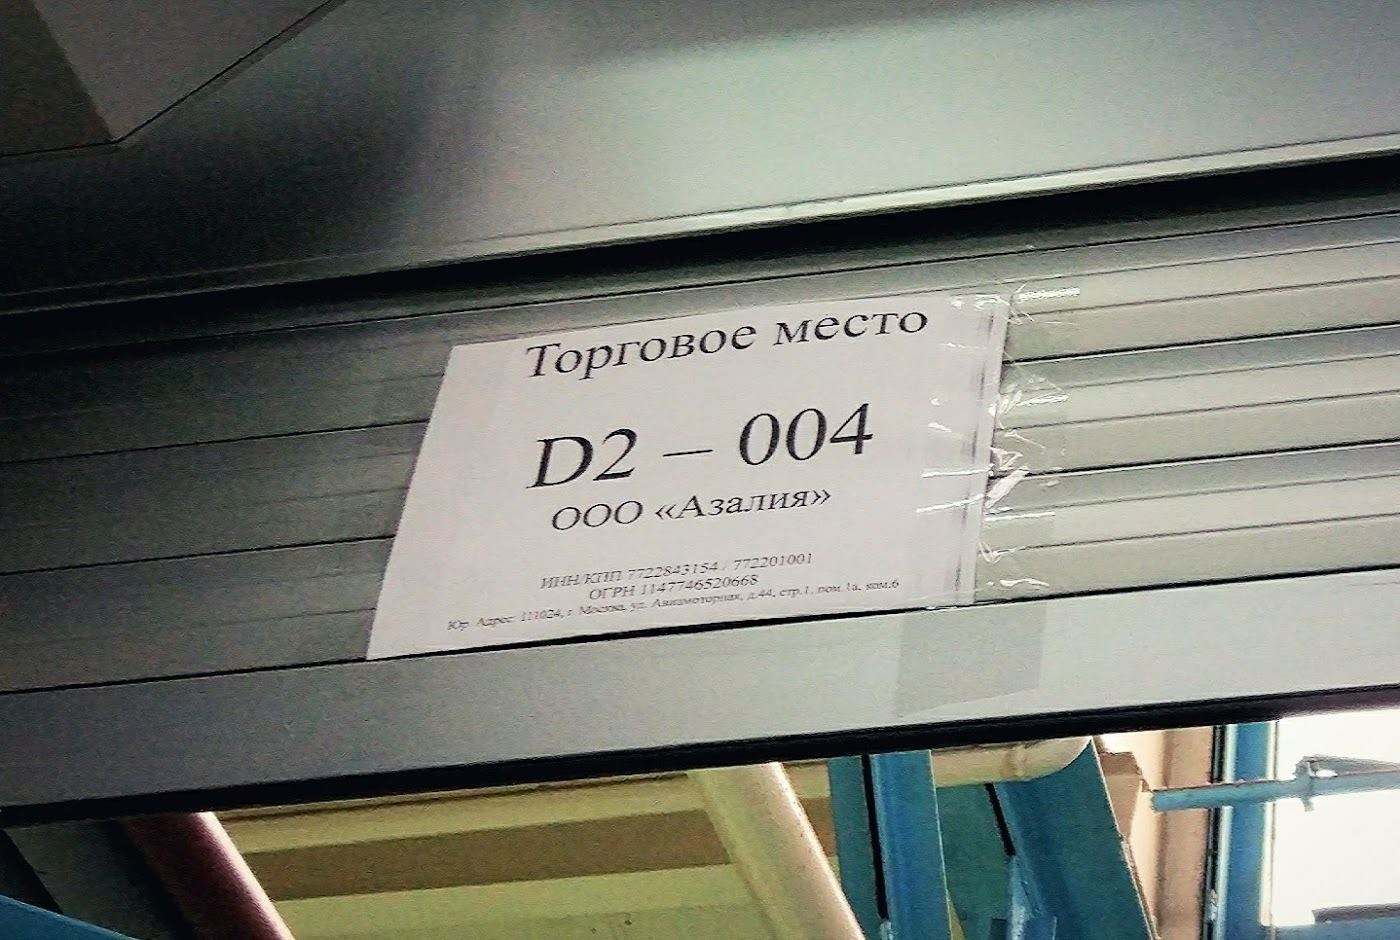 Торговое место
D2 – 004
ООО «Азалия»
ИНН/КПП 7722843154 / 772201001
ОГРН 1147746520668
Юр. Адрес: 111024, г. Москва, ул. Авиамоторная, д.44, стр.1, пом.1а, ком.6